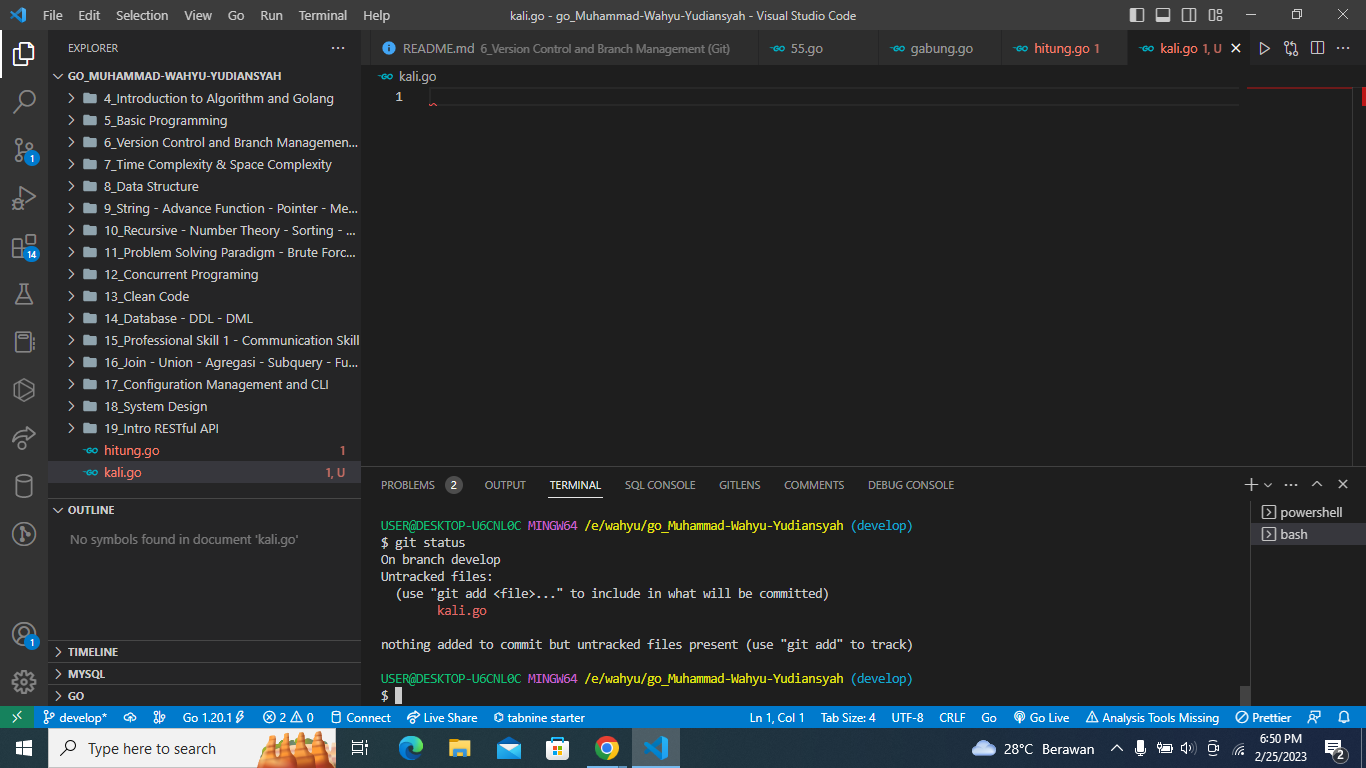 File Edit Selection View Go Run Terminal Help
kali.go - go_Muhammad-Wahyu-Yudiansyah - Visual Studio Code
EXPLORER
README.md 6_Version Control and Branch Management (Git)
55.go
gabung.go
hitung.go 1
kali.go 1, U
GO_MUHAMMAD-WAHYU-YUDIANSYAH
4_Introduction to Algorithm and Golang
5_Basic Programming
6_Version Control and Branch Managemen...
7_Time Complexity & Space Complexity
8_Data Structure
9_String - Advance Function - Pointer - Me...
10_Recursive - Number Theory - Sorting - ...
11_Problem Solving Paradigm - Brute Forc...
12_Concurrent Programing
13_Clean Code
14_Database - DDL - DML
15_Professional Skill 1 - Communication Skill
16_Join - Union - Agregasi - Subquery - Fu...
17_Configuration Management and CLI
18_System Design
19_Intro RESTful API
hitung.go 1
kali.go 1, U
OUTLINE
No symbols found in document 'kali.go'
TIMELINE
MYSQL
GO
1
14
1
kali.go
1
PROBLEMS 2 OUTPUT TERMINAL SQL CONSOLE GITLENS COMMENTS DEBUG CONSOLE
USER@DESKTOP-U6CNL0C MINGW64 /e/wahyu/go_Muhammad-Wahyu-Yudiansyah (develop)
$ git status
On branch develop
Untracked files:
(use "git add <file>..." to include in what will be committed)
kali.go
nothing added to commit but untracked files present (use "git add" to track)
USER@DESKTOP-U6CNL0C MINGW64 /e/wahyu/go_Muhammad-Wahyu-Yudiansyah (develop)
$
powershell
bash
develop* Go 1.20.1 2 0 Connect Live Share tabnine starter
Ln 1, Col 1 Tab Size: 4 UTF-8 CRLF Go Go Live Analysis Tools Missing Prettier
Type here to search
28°C Berawan
6:50 PM
2/25/2023
2